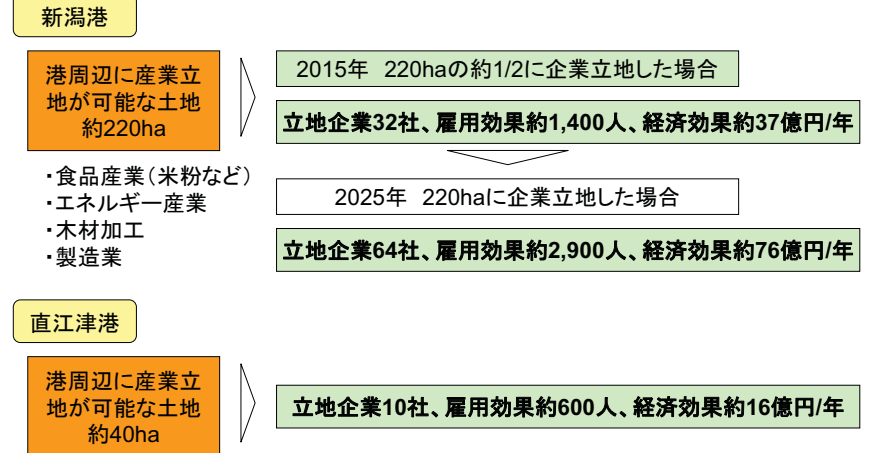 新潟港
港周辺に産業立
地が可能な土地
約220ha
2015年 220haの約1/2に企業立地した場合
立地企業32社、雇用効果約1,400人、経済効果約37億円/年
・食品産業(米粉など)
・エネルギー産業
・木材加工
・製造業
2025年 220haに企業立地した場合
立地企業64社、雇用効果約2,900人、経済効果約76億円/年
直江津港
港周辺に産業立
地が可能な土地
約40ha
立地企業10社、雇用効果約600人、経済効果約16億円/年